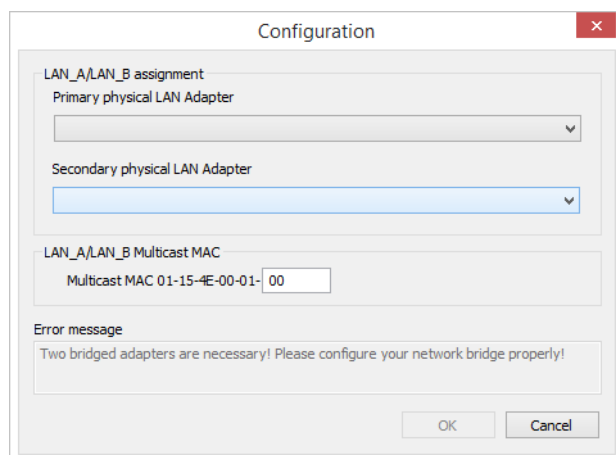 Configuration
LAN_A/LAN_B assignment
Primary physical LAN Adapter
Secondary physical LAN Adapter
LAN_A/LAN_B Multicast MAC
Multicast MAC 01-15-4E-00-01- 00
Error message
Two bridged adapters are necessary! Please configure your network bridge properly!
OK Cancel